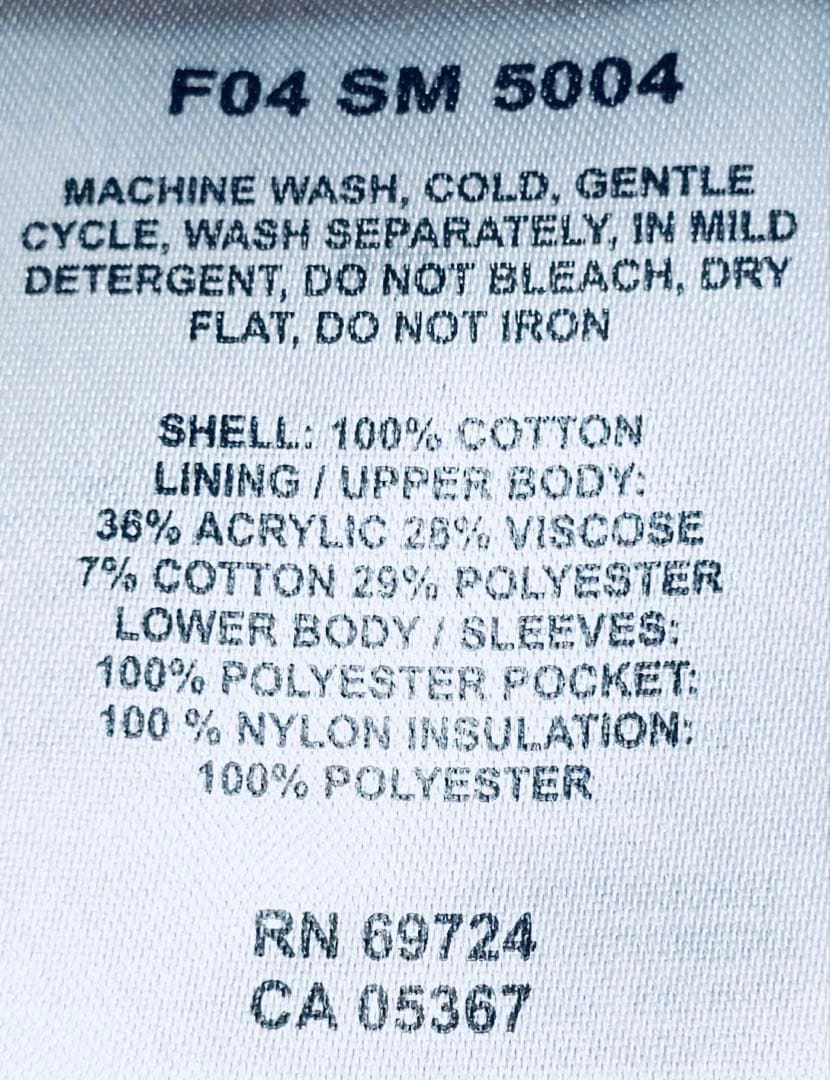 F04 SM 5004
MACHINE WASH, COLD, GENTLE
CYCLE, WASH SEPARATELY, IN MILD
DETERGENT, DO NOT BLEACH, DRY
FLAT, DO NOT IRON
SHELL: 100% COTTON
LINING / UPPER BODY:
36% ACRYLIC 28% VISCOSE
7% COTTON 29% POLYESTER
LOWER BODY / SLEEVES:
100% POLYESTER POCKET:
100 % NYLON INSULATION:
100% POLYESTER
RN 69724
CA 05367